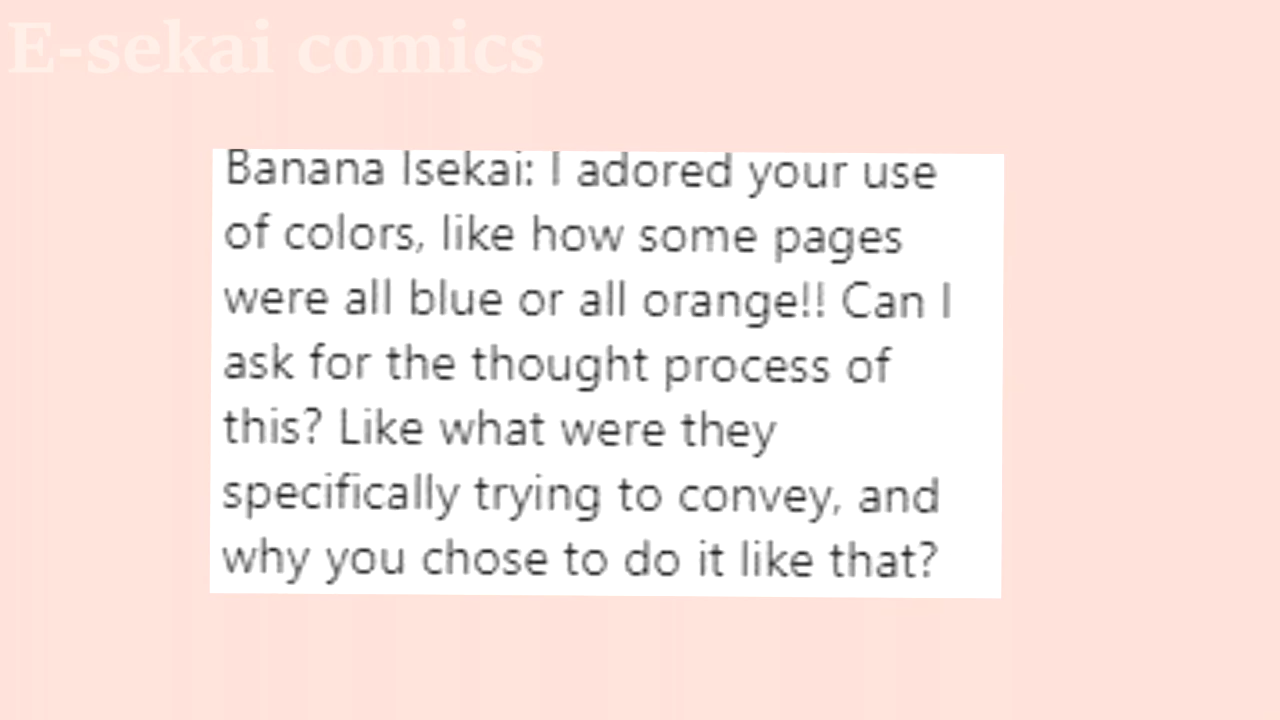 E-sekai comics
Banana Isekai: I adored your use
of colors, like how some pages
were all blue or all orange!! Can I
ask for the thought process of
this? Like what were they
specifically trying to convey, and
why you chose to do it like that?